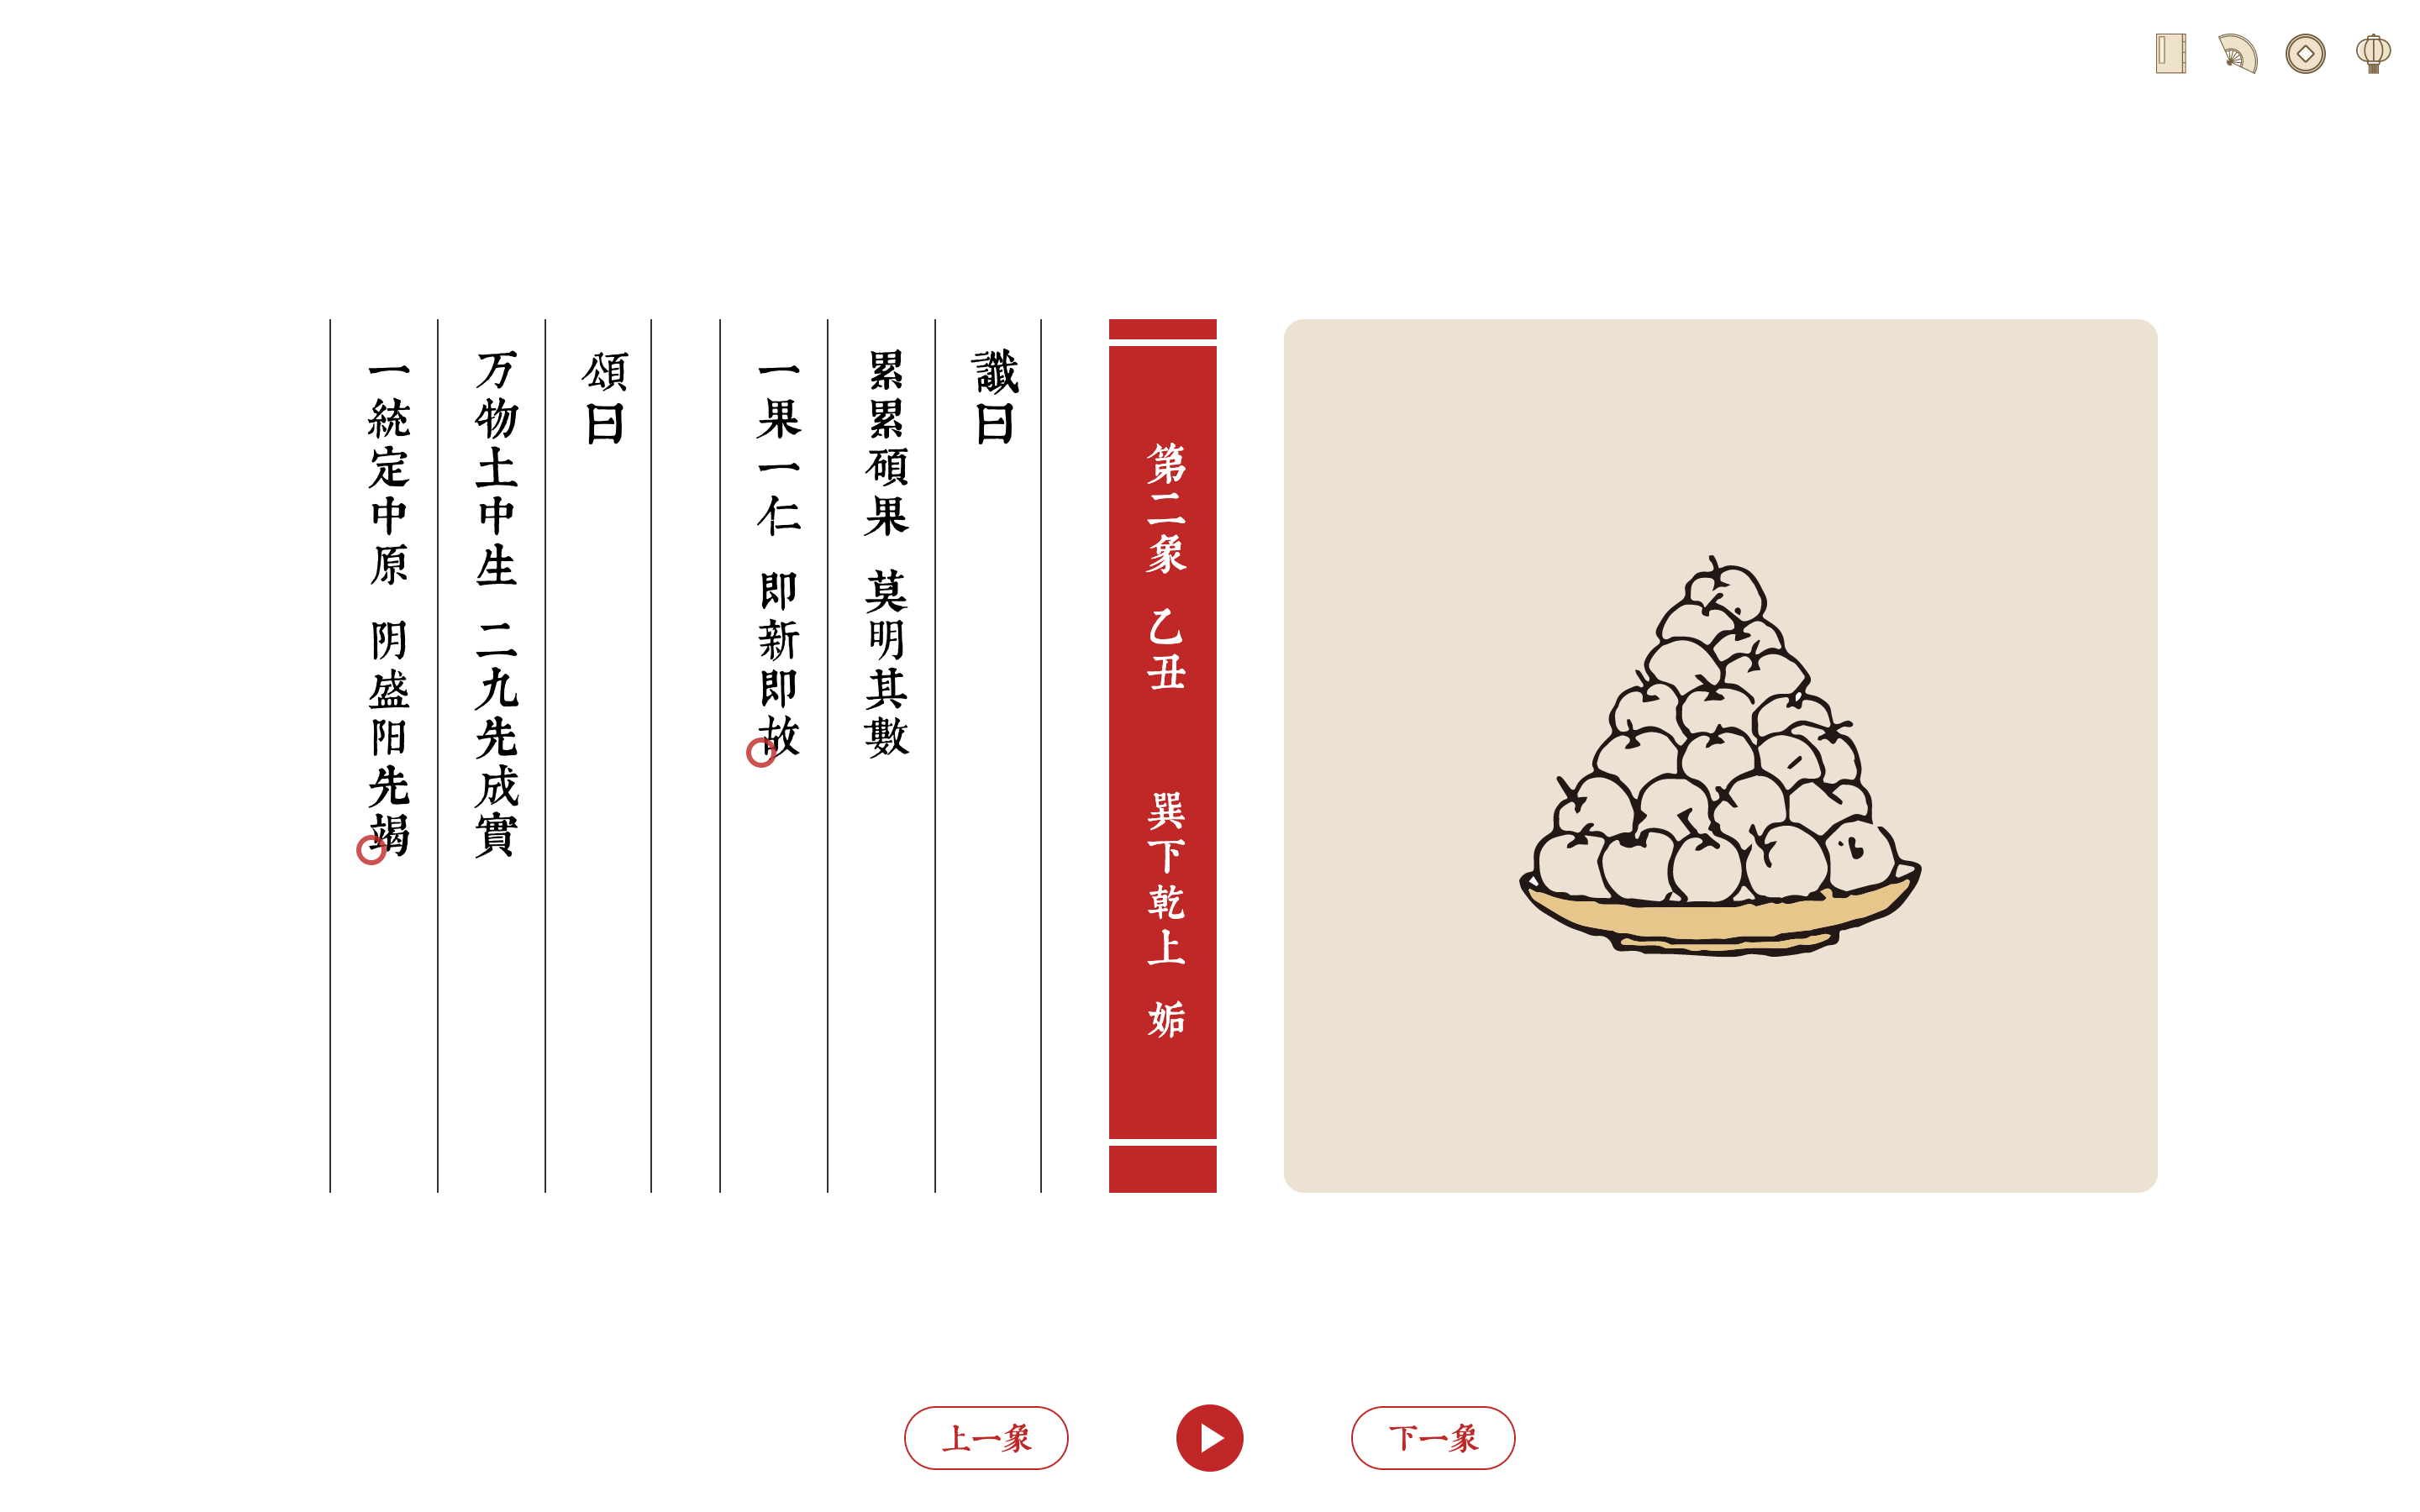 第二象 乙丑 巽下乾上 姤
讖曰
累累碩果 莫明其數
一果一仁 即新即故
頌曰
万物土中生 二九先成實
一統定中原 阴盛阳先竭
上一象
下一象